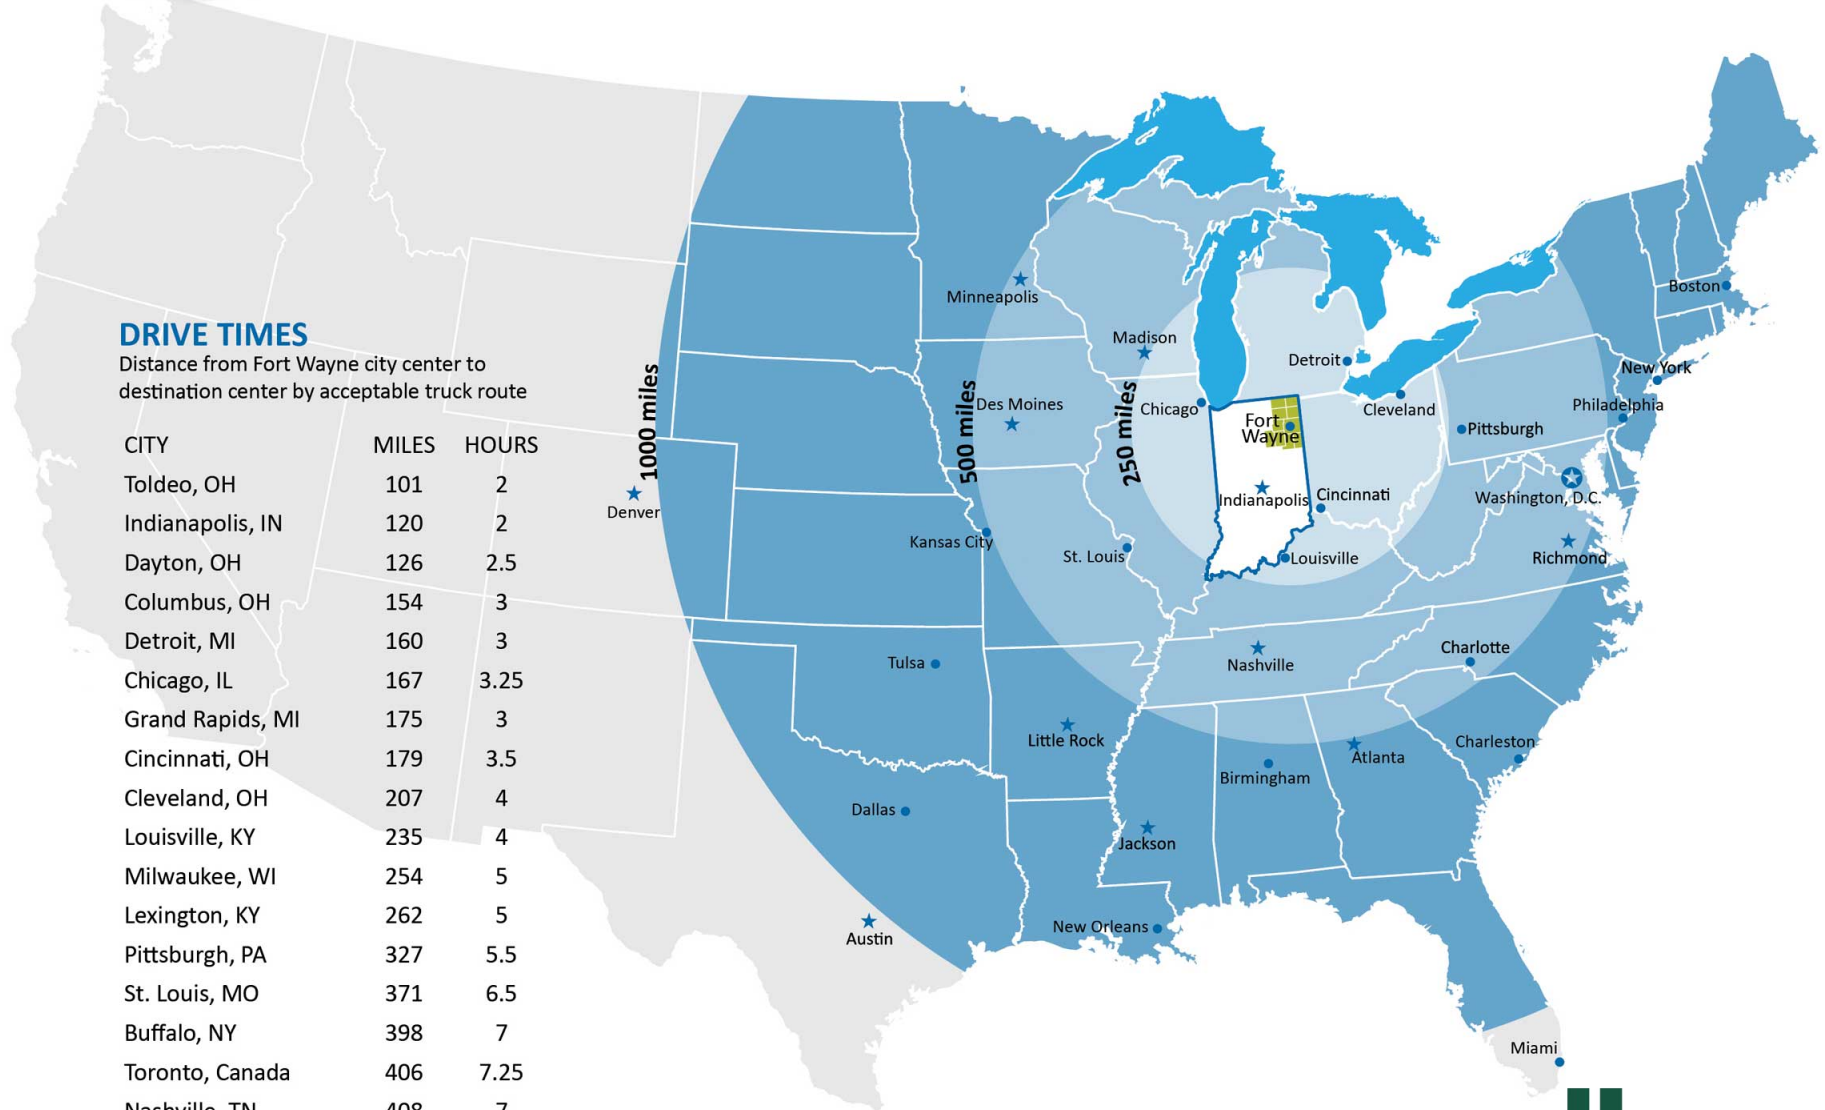 DRIVE TIMES
Distance from Fort Wayne city center to
destination center by acceptable truck route
CITY MILES HOURS
Toldeo, OH 101 2
Indianapolis, IN 120 2
Dayton, OH 126 2.5
Columbus, OH 154 3
Detroit, MI 160 3
Chicago, IL 167 3.25
Grand Rapids, MI 175 3
Cincinnati, OH 179 3.5
Cleveland, OH 207 4
Louisville, KY 235 4
Milwaukee, WI 254 5
Lexington, KY 262 5
Pittsburgh, PA 327 5.5
St. Louis, MO 371 6.5
Buffalo, NY 398 7
Toronto, Canada 406 7.25
Nashville, TN 408 7
1000 miles
500 miles
250 miles
Minneapolis
Madison
Boston
Detroit
New York
Des Moines
Chicago
Cleveland
Philadelphia
Fort
Wayne
Pittsburgh
Denver
Indianapolis
Cincinnati
Washington, D.C.
Kansas City
St. Louis
Louisville
Richmond
Tulsa
Nashville
Charlotte
Little Rock
Charleston
Atlanta
Birmingham
Dallas
Jackson
New Orleans
Austin
Miami